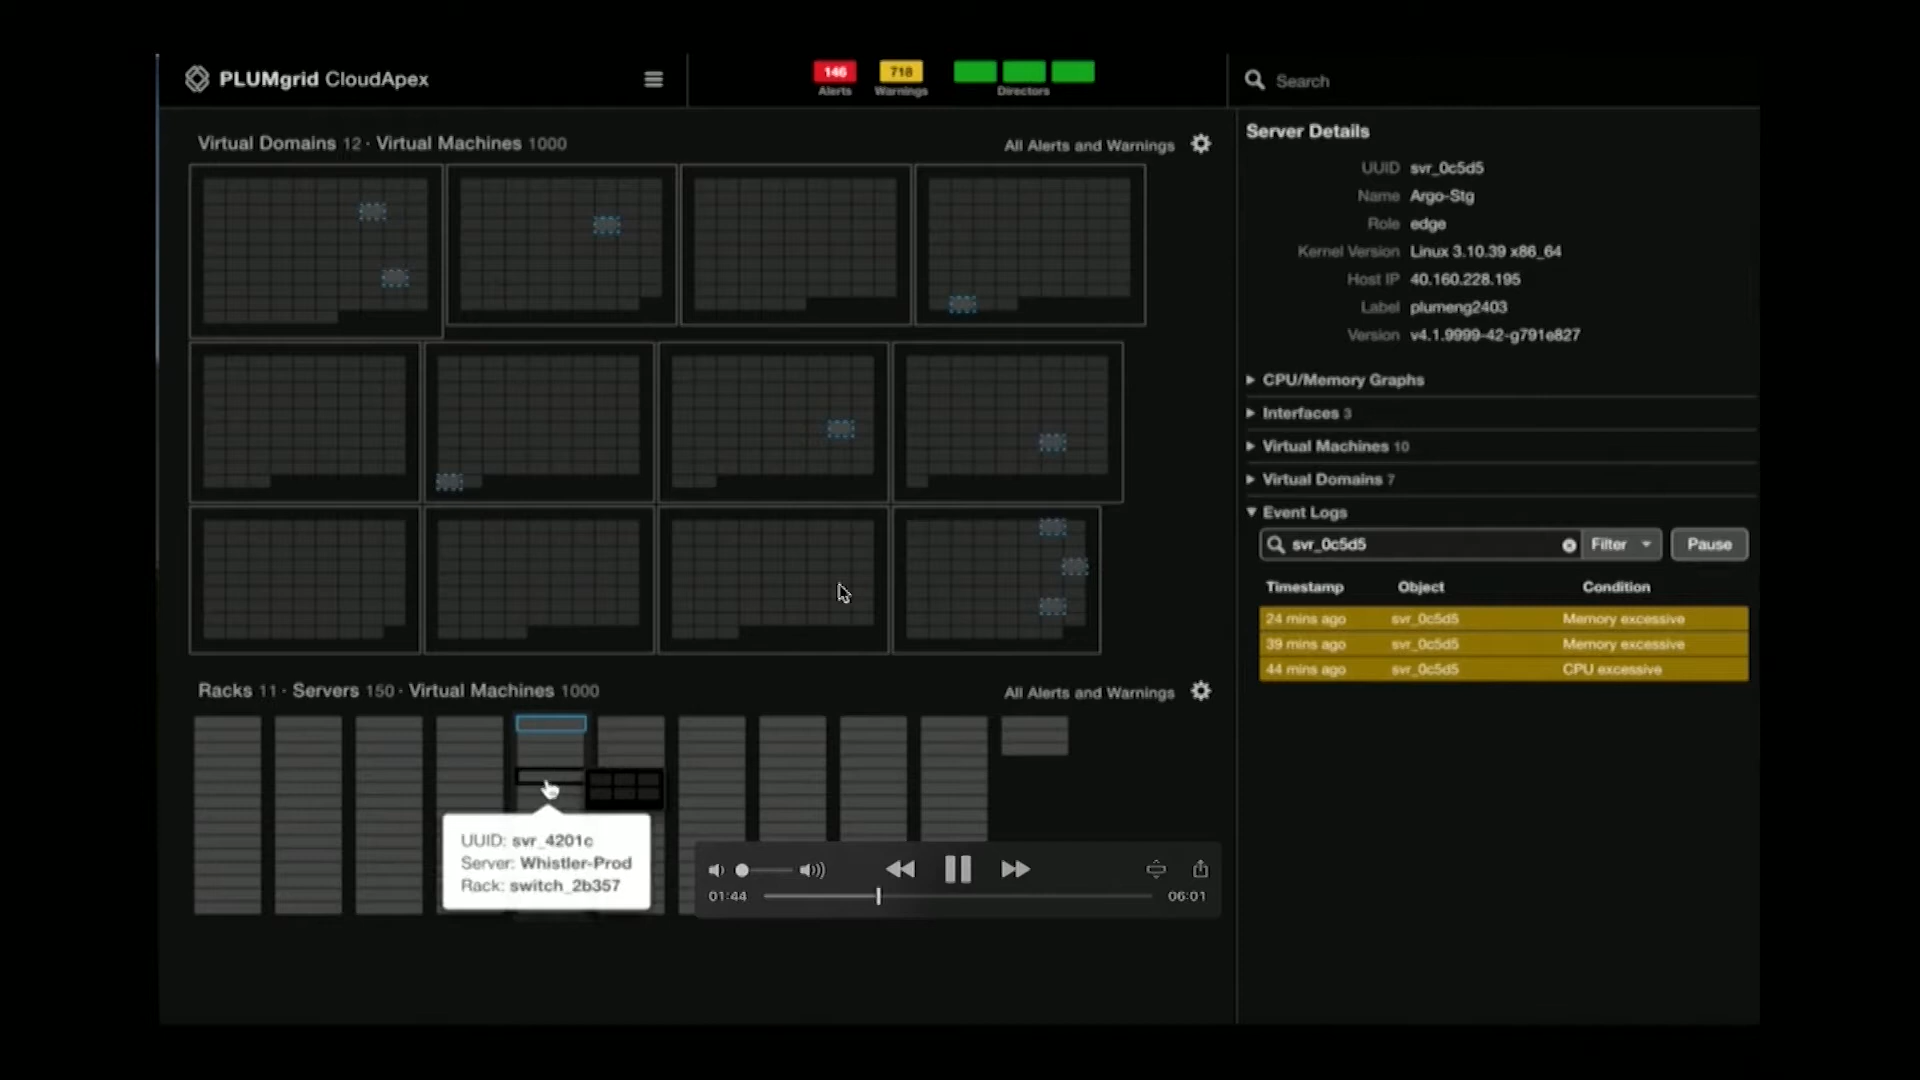 PLUMgrid CloudApex
146
Alerts
718
Warnings
Directors
Search
Virtual Domains 12 · Virtual Machines 1000
All Alerts and Warnings
Racks 11 · Servers 150 · Virtual Machines 1000
All Alerts and Warnings
UUID: svr_4201c
Server: Whistler-Prod
Rack: switch_2b357
01:44
06:01
Server Details
UUID svr_0c5d5
Name Argo-Stg
Role edge
Kernel Version Linux 3.10.39 x86_64
Host IP 40.160.228.195
Label plumeng2403
Version v4.1.9999-42-g791e827
CPU/Memory Graphs
Interfaces 3
Virtual Machines 10
Virtual Domains 7
Event Logs
svr_0c5d5 Filter Pause
Timestamp Object Condition
24 mins ago svr_0c5d5 Memory excessive
39 mins ago svr_0c5d5 Memory excessive
44 mins ago svr_0c5d5 CPU excessive